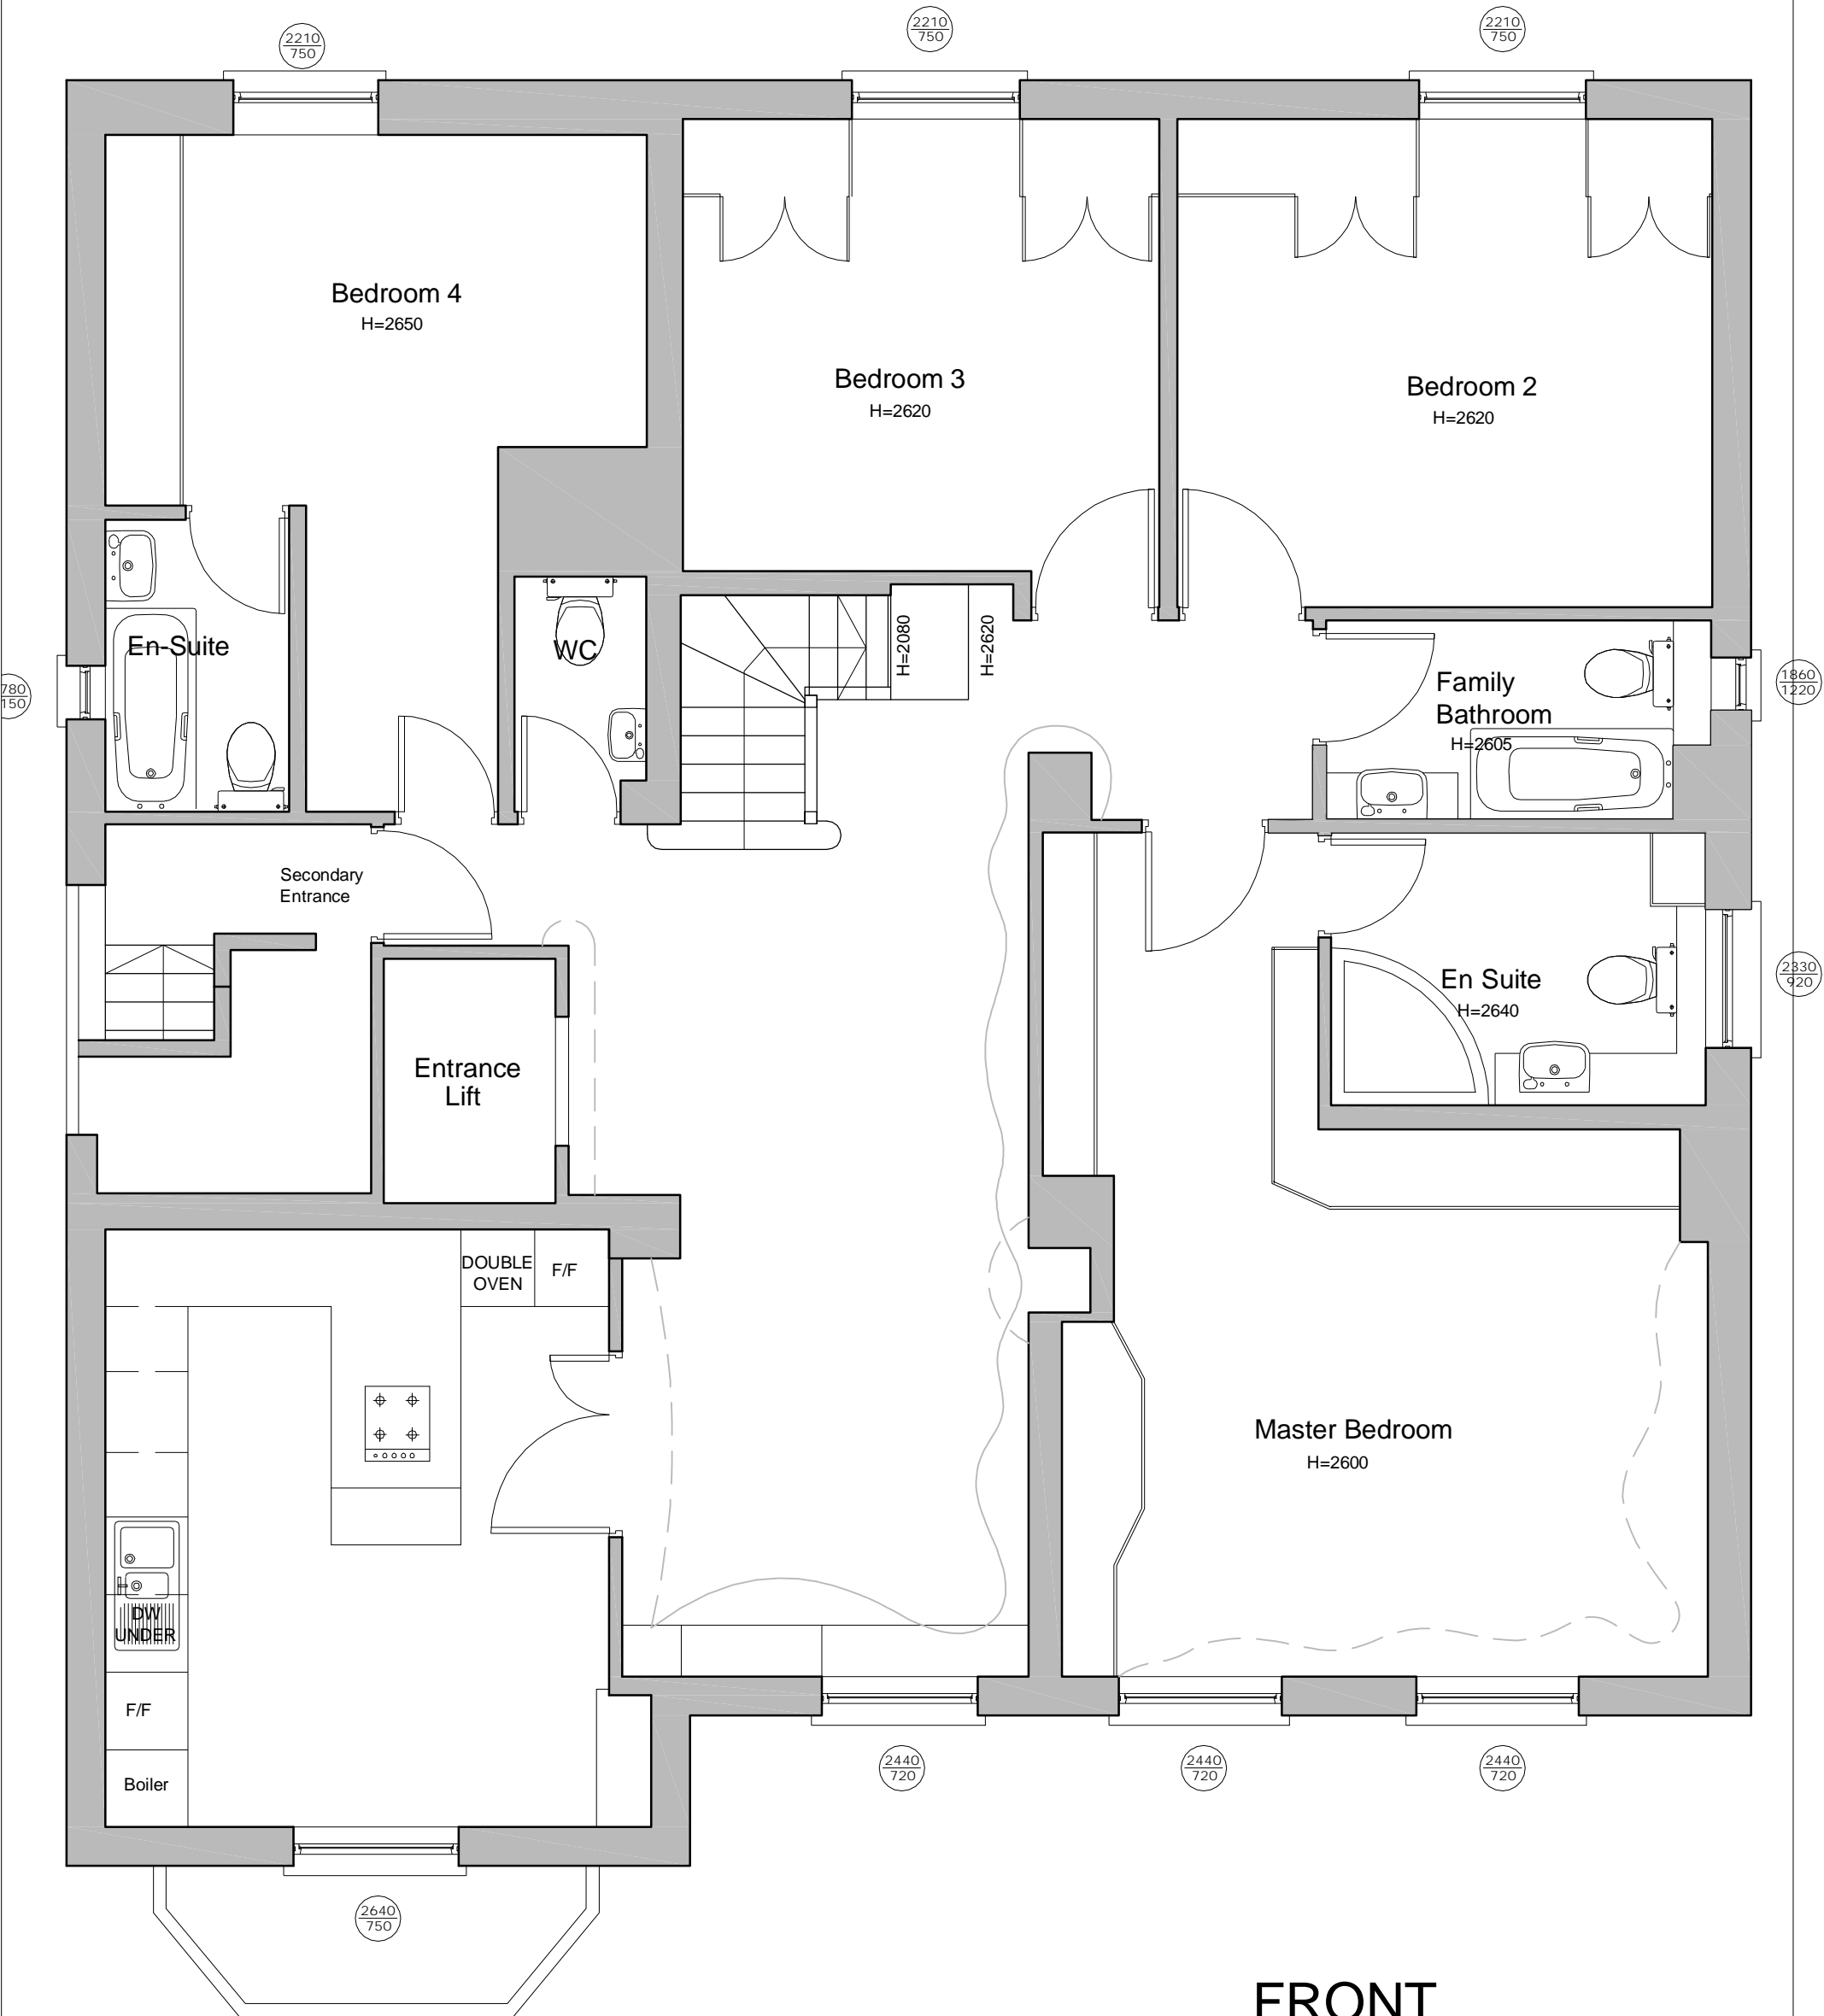 2210
750
2210
750
2210
750
Bedroom 4
H=2650
Bedroom 3
H=2620
Bedroom 2
H=2620
En-Suite
WC
H=2080
H=2620
Family
Bathroom
H=2605
780
150
1860
1220
Secondary
Entrance
En Suite
H=2640
2330
920
Entrance
Lift
DOUBLE
OVEN
F/F
Master Bedroom
H=2600
DW
UNDER
F/F
Boiler
2440
720
2440
720
2440
720
2640
750
FRONT